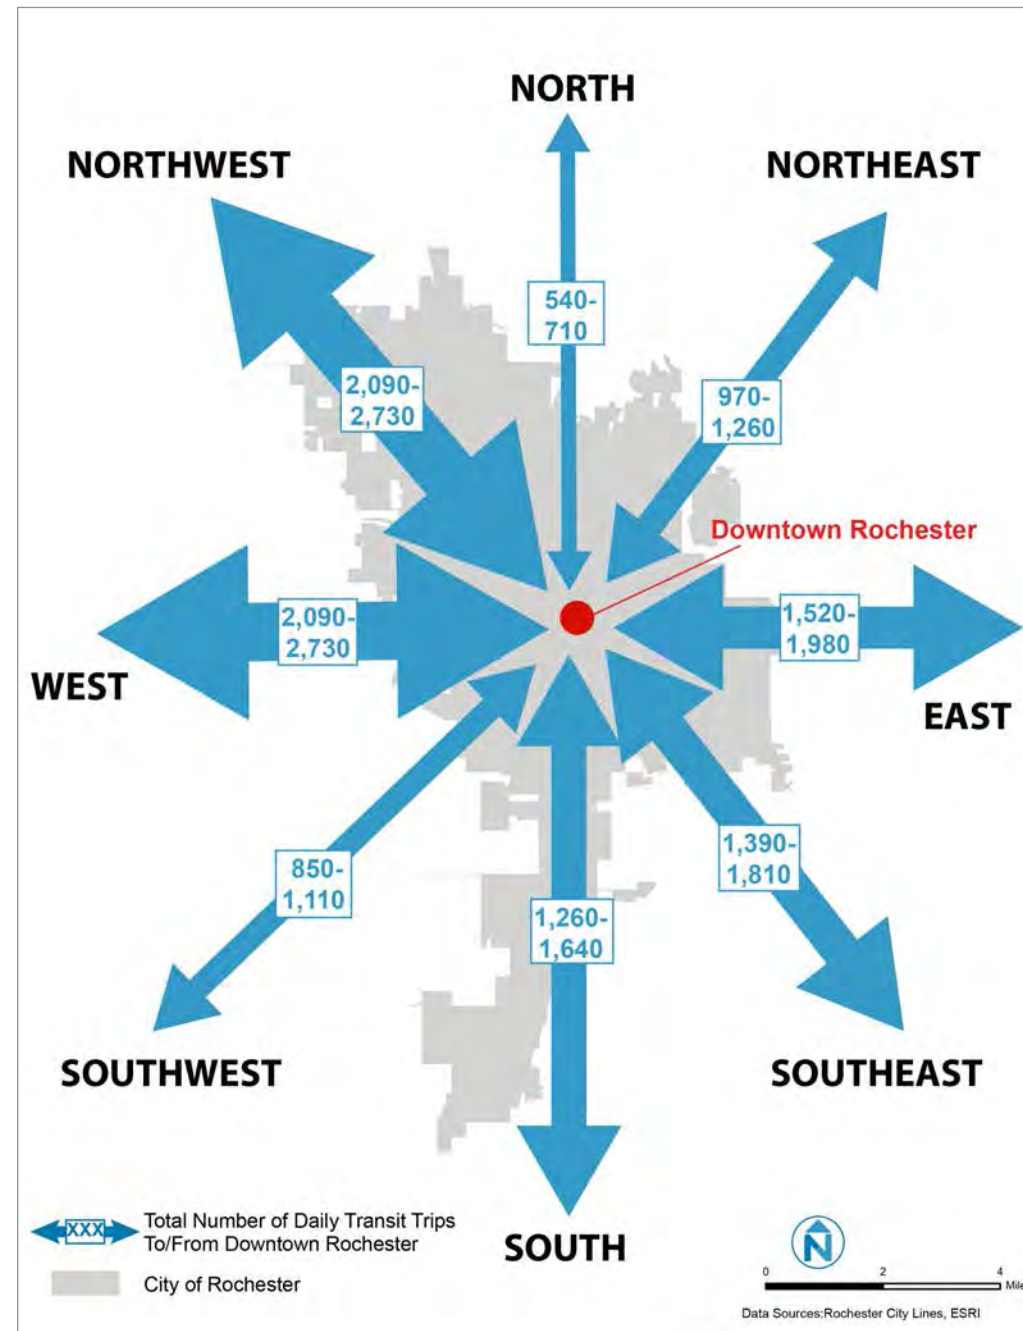 NORTH
NORTHWEST
NORTHEAST
540-
710
2,090-
2,730
970-
1,260
Downtown Rochester
2,090-
2,730
1,520-
1,980
WEST
EAST
850-
1,110
1,390-
1,810
1,260-
1,640
SOUTHWEST
SOUTHEAST
SOUTH
XXX
Total Number of Daily Transit Trips
To/From Downtown Rochester
City of Rochester
N
0 2 4
Mile
Data Sources:Rochester City Lines, ESRI